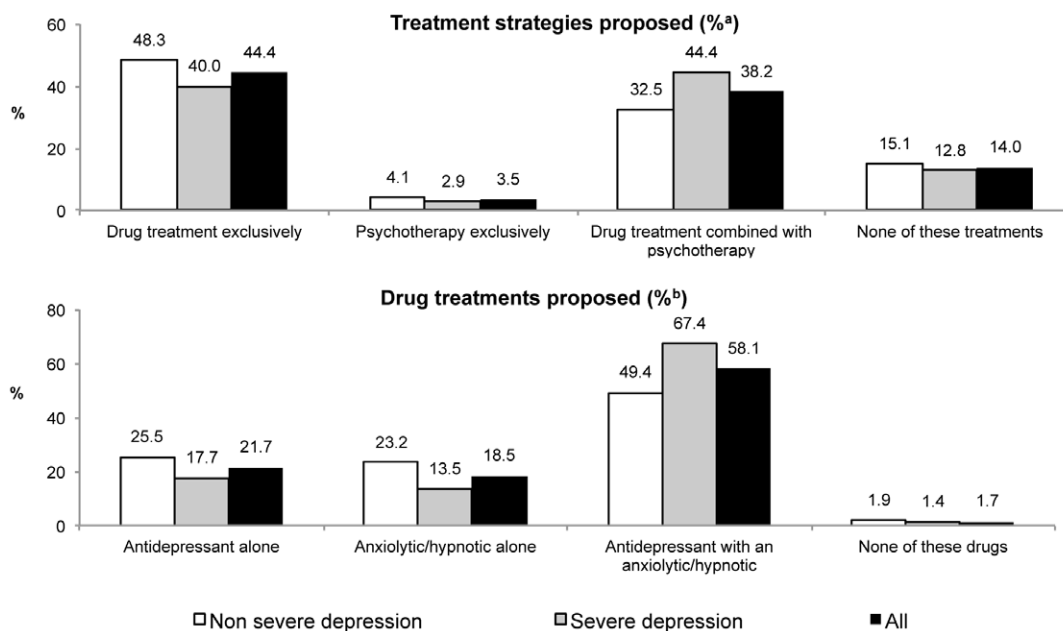 Treatment strategies proposed (%ᵃ)
60
40
%
20
0
48.3
40.0
44.4
4.1
2.9
3.5
32.5
44.4
38.2
15.1
12.8
14.0
Drug treatment exclusively
Psychotherapy exclusively
Drug treatment combined with
psychotherapy
None of these treatments
Drug treatments proposed (%ᵇ)
80
60
%
40
20
0
25.5
17.7
21.7
23.2
13.5
18.5
49.4
67.4
58.1
1.9
1.4
1.7
Antidepressant alone
Anxiolytic/hypnotic alone
Antidepressant with an
anxiolytic/hypnotic
None of these drugs
Non severe depression
Severe depression
All